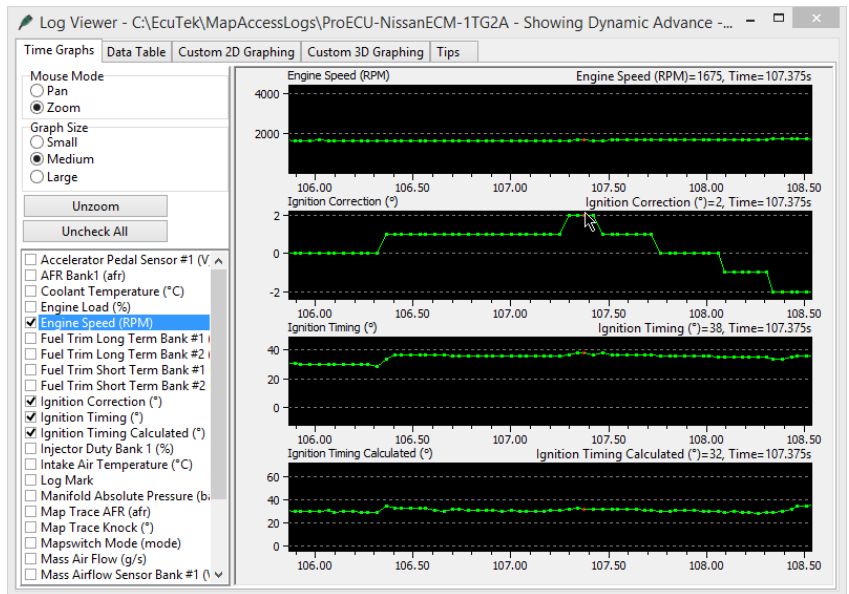 Log Viewer - C:\EcuTek\MapAccessLogs\ProECU-NissanECM-1TG2A - Showing Dynamic Advance -...
Time Graphs Data Table Custom 2D Graphing Custom 3D Graphing Tips
Mouse Mode
Pan
Zoom
Graph Size
Small
Medium
Large
Unzoom
Uncheck All
Accelerator Pedal Sensor #1 (V
AFR Bank1 (afr)
Coolant Temperature (°C)
Engine Load (%)
Engine Speed (RPM)
Fuel Trim Long Term Bank #1 (
Fuel Trim Long Term Bank #2 (
Fuel Trim Short Term Bank #1
Fuel Trim Short Term Bank #2
Ignition Correction (°)
Ignition Timing (°)
Ignition Timing Calculated (°)
Injector Duty Bank 1 (%)
Intake Air Temperature (°C)
Log Mark
Manifold Absolute Pressure (ba
Map Trace AFR (afr)
Map Trace Knock (°)
Mapswitch Mode (mode)
Mass Air Flow (g/s)
Mass Airflow Sensor Bank #1 (V
Engine Speed (RPM) Engine Speed (RPM)=1675, Time=107.375s
4000
2000
106.00 106.50 107.00 107.50 108.00 108.50
Ignition Correction (°) Ignition Correction (°)=2, Time=107.375s
2
0
-2
106.00 106.50 107.00 107.50 108.00 108.50
Ignition Timing (°) Ignition Timing (°)=38, Time=107.375s
40
20
0
106.00 106.50 107.00 107.50 108.00 108.50
Ignition Timing Calculated (°) Ignition Timing Calculated (°)=32, Time=107.375s
60
40
20
0
106.00 106.50 107.00 107.50 108.00 108.50